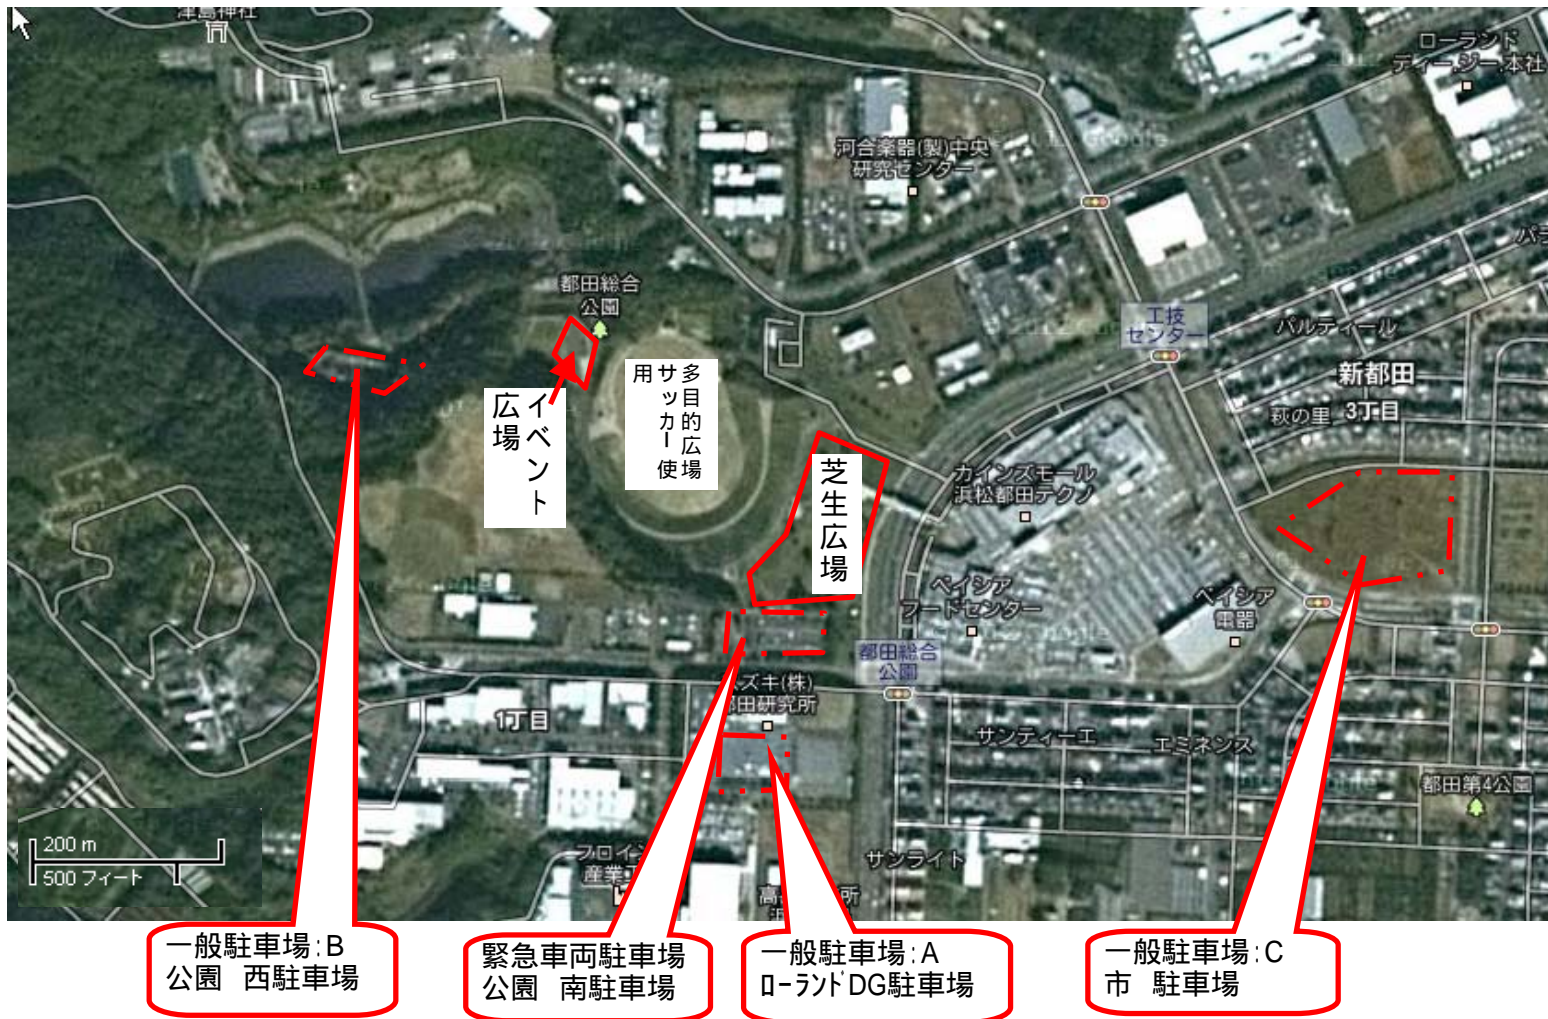 津島神社
ローランド
ディー.ジー.本社
河合楽器(製)中央
研究センター
都田総合
公園
工技
センター
パルティール
新都田
萩の里
3丁目
多目的広場
サッカー使
用
イベント
広場
芝生広場
カインズモール
浜松都田テクノ
ベイシア
フードセンター
ベイシア
電器
都田総合
公園
スズキ(株)
都田研究所
1丁目
サンティーエ
エミネンス
都田第4公園
サンライト
200 m
500 フィート
一般駐車場:B
公園 西駐車場
緊急車両駐車場
公園 南駐車場
一般駐車場:A
ローランドDG駐車場
一般駐車場:C
市 駐車場